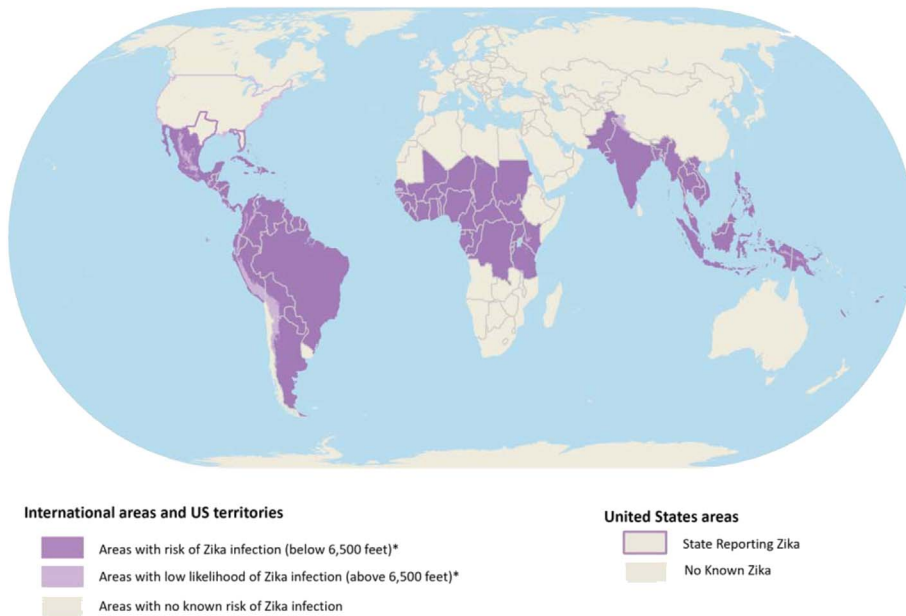 International areas and US territories
Areas with risk of Zika infection (below 6,500 feet)*
Areas with low likelihood of Zika infection (above 6,500 feet)*
Areas with no known risk of Zika infection
United States areas
State Reporting Zika
No Known Zika